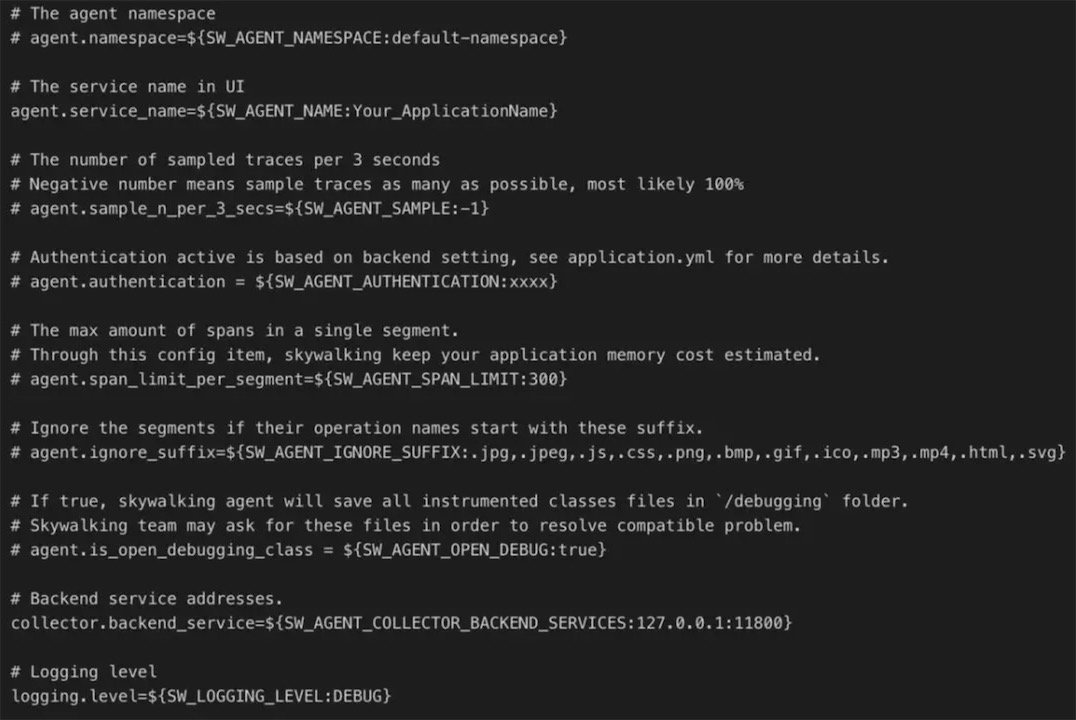 # The agent namespace
# agent.namespace=${SW_AGENT_NAMESPACE:default-namespace}
# The service name in UI
agent.service_name=${SW_AGENT_NAME:Your_ApplicationName}
# The number of sampled traces per 3 seconds
# Negative number means sample traces as many as possible, most likely 100%
# agent.sample_n_per_3_secs=${SW_AGENT_SAMPLE:-1}
# Authentication active is based on backend setting, see application.yml for more details.
# agent.authentication = ${SW_AGENT_AUTHENTICATION:xxxx}
# The max amount of spans in a single segment.
# Through this config item, skywalking keep your application memory cost estimated.
# agent.span_limit_per_segment=${SW_AGENT_SPAN_LIMIT:300}
# Ignore the segments if their operation names start with these suffix.
# agent.ignore_suffix=${SW_AGENT_IGNORE_SUFFIX:.jpg,.jpeg,.js,.css,.png,.bmp,.gif,.ico,.mp3,.mp4,.html,.svg}
# If true, skywalking agent will save all instrumented classes files in `/debugging` folder.
# Skywalking team may ask for these files in order to resolve compatible problem.
# agent.is_open_debugging_class = ${SW_AGENT_OPEN_DEBUG:true}
# Backend service addresses.
collector.backend_service=${SW_AGENT_COLLECTOR_BACKEND_SERVICES:127.0.0.1:11800}
# Logging level
logging.level=${SW_LOGGING_LEVEL:DEBUG}